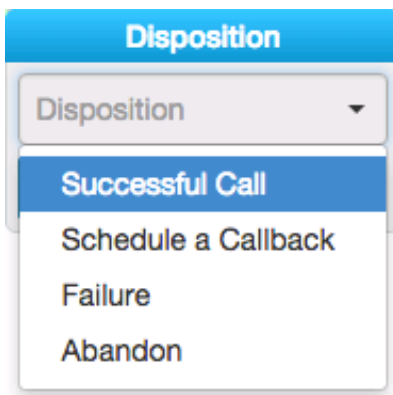 Disposition
Disposition
Successful Call
Schedule a Callback
Failure
Abandon